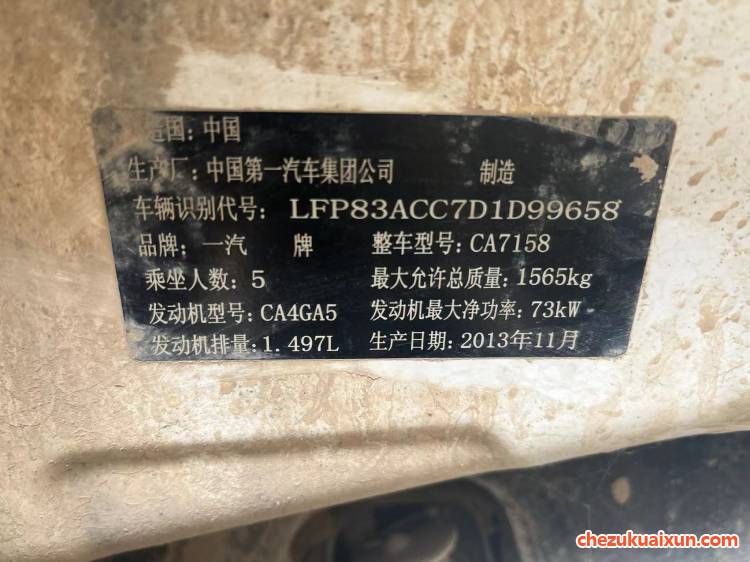 造国：中国
生产厂：中国第一汽车集团公司 制造
车辆识别代号：LFP83ACC7D1D99658
品牌：一汽 牌 整车型号：CA7158
乘坐人数：5 最大允许总质量：1565kg
发动机型号：CA4GA5 发动机最大净功率：73kW
发动机排量：1.497L 生产日期：2013年11月
chezukuaixun.com